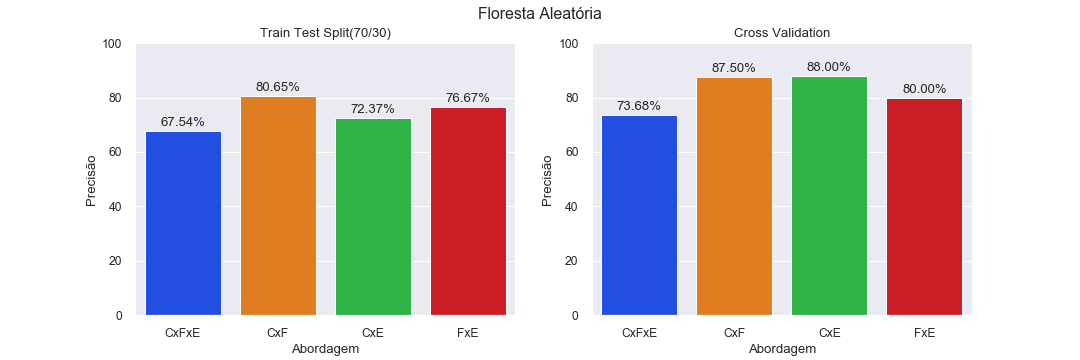 Floresta Aleatória
Train Test Split(70/30)
100
80
60
40
20
0
Precisão
67.54%
80.65%
72.37%
76.67%
CxFxE
CxF
CxE
FxE
Abordagem
Cross Validation
100
80
60
40
20
0
Precisão
73.68%
87.50%
88.00%
80.00%
CxFxE
CxF
CxE
FxE
Abordagem